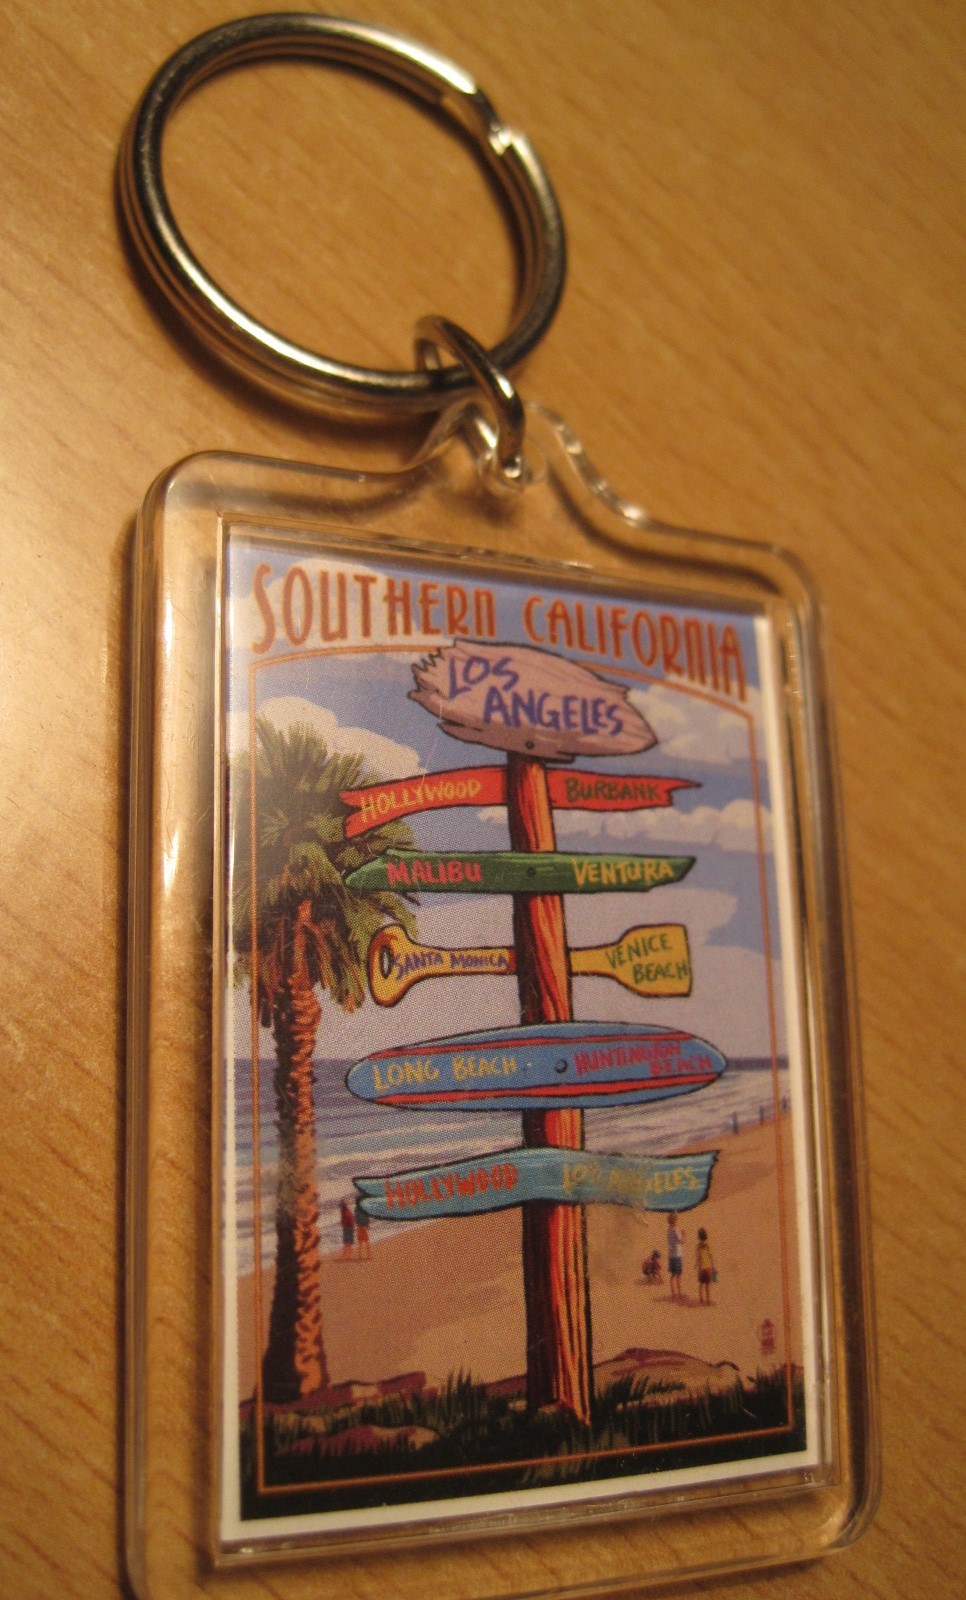 SOUTHERN CALIFORNIA
LOS
ANGELES
HOLLYWOOD BURBANK
MALIBU VENTURA
SANTA MONICA VENICE
BEACH
LONG BEACH HUNTINGTON
BEACH
HOLLYWOOD LOS ANGELES